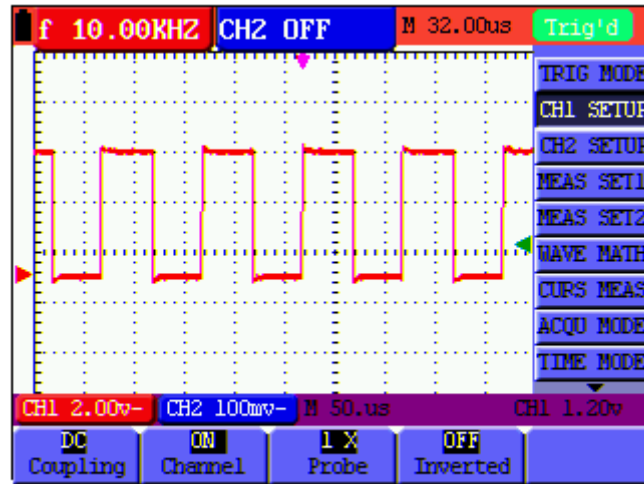 f 10.00KHZ
CH2 OFF
M 32.00us
Trig'd
TRIG MODE
CH1 SETUP
CH2 SETUP
MEAS SET1
MEAS SET2
WAVE MATH
CURS MEAS
ACQU MODE
TIME MODE
CH1 2.00v-
CH2 100mv-
M 50.us
CH1 1.20v
DC
Coupling
ON
Channel
1 X
Probe
OFF
Inverted